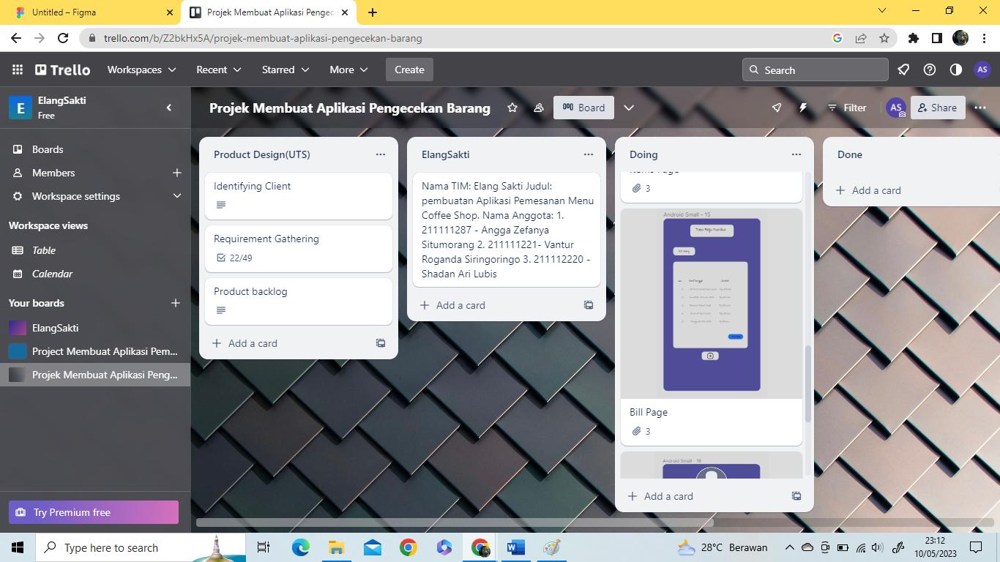 Untitled – Figma
Projek Membuat Aplikasi Pengec
trello.com/b/Z2bkHx5A/projek-membuat-aplikasi-pengecekan-barang
Trello
Workspaces
Recent
Starred
More
Create
Search
AS
E
ElangSakti
Free
Projek Membuat Aplikasi Pengecekan Barang
Board
Filter
AS
Share
Boards
Members
Workspace settings
Workspace views
Table
Calendar
Your boards
ElangSakti
Project Membuat Aplikasi Pem...
Projek Membuat Aplikasi Peng...
Try Premium free
Product Design(UTS)
Identifying Client
Requirement Gathering
22/49
Product backlog
Add a card
ElangSakti
Nama TIM: Elang Sakti Judul:
pembuatan Aplikasi Pemesanan Menu
Coffee Shop. Nama Anggota: 1.
211111287 - Angga Zefanya
Situmorang 2. 211111221- Vantur
Roganda Siringoringo 3. 211112220 -
Shadan Ari Lubis
Add a card
Doing
Items Page
3
Android Small - 15
Bill Page
3
Android Small - 16
Add a card
Done
Add a card
Type here to search
28°C Berawan
23:12
10/05/2023